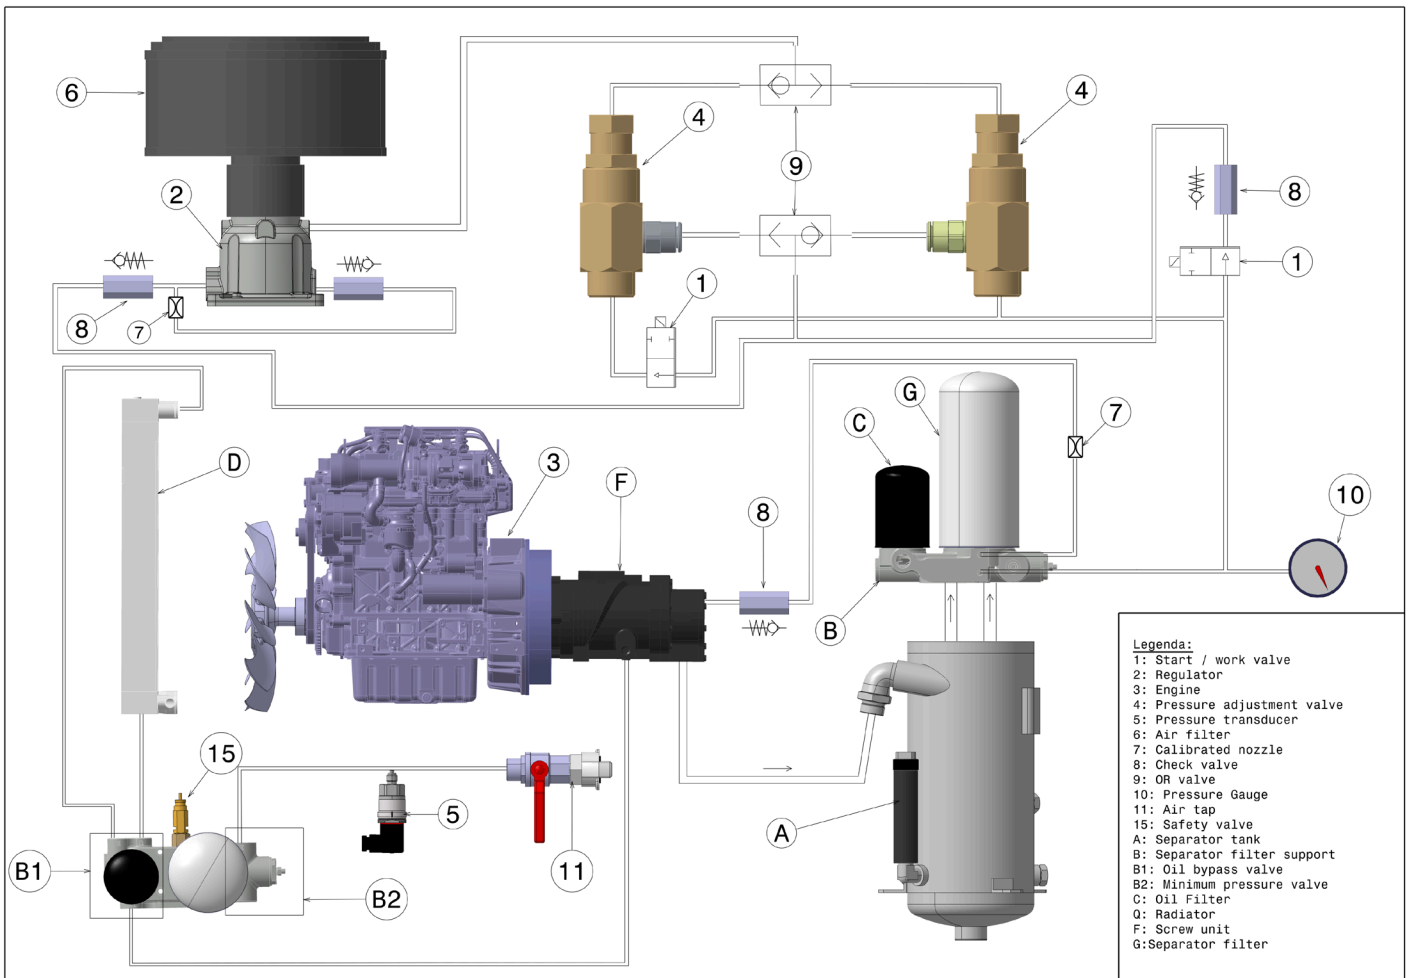 6
2
8
7
4
9
4
8
1
1
D
3
F
8
G
C
7
10
B
15
5
11
A
B1
B2
Legenda:
1: Start / work valve
2: Regulator
3: Engine
4: Pressure adjustment valve
5: Pressure transducer
6: Air filter
7: Calibrated nozzle
8: Check valve
9: OR valve
10: Pressure Gauge
11: Air tap
15: Safety valve
A: Separator tank
B: Separator filter support
B1: Oil bypass valve
B2: Minimum pressure valve
C: Oil Filter
Q: Radiator
F: Screw unit
G:Separator filter